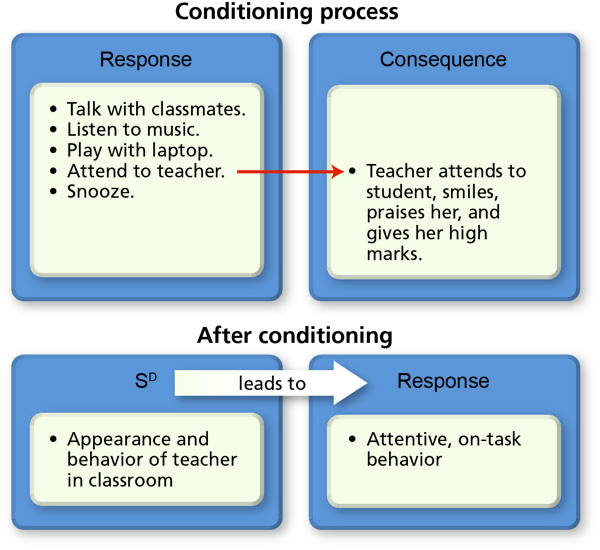 Conditioning process
Response
• Talk with classmates.
• Listen to music.
• Play with laptop.
• Attend to teacher.
• Snooze.
Consequence
• Teacher attends to
student, smiles,
praises her, and
gives her high
marks.
After conditioning
Sᴰ
leads to
Response
• Appearance and
behavior of teacher
in classroom
• Attentive, on-task
behavior